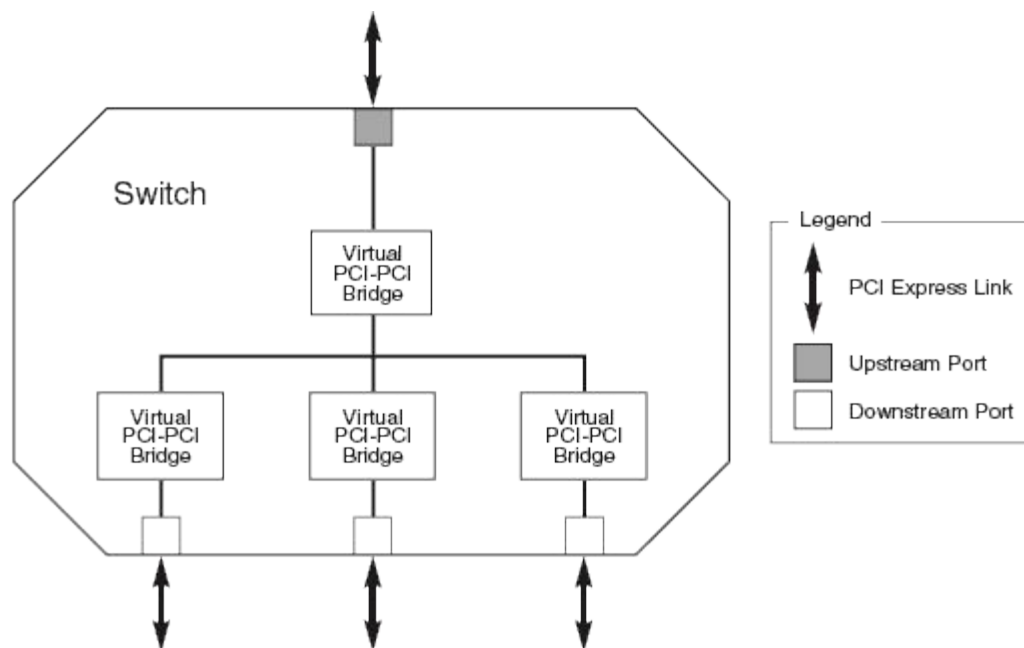 Switch
Virtual
PCI-PCI
Bridge
Virtual
PCI-PCI
Bridge
Virtual
PCI-PCI
Bridge
Virtual
PCI-PCI
Bridge
Legend
PCI Express Link
Upstream Port
Downstream Port